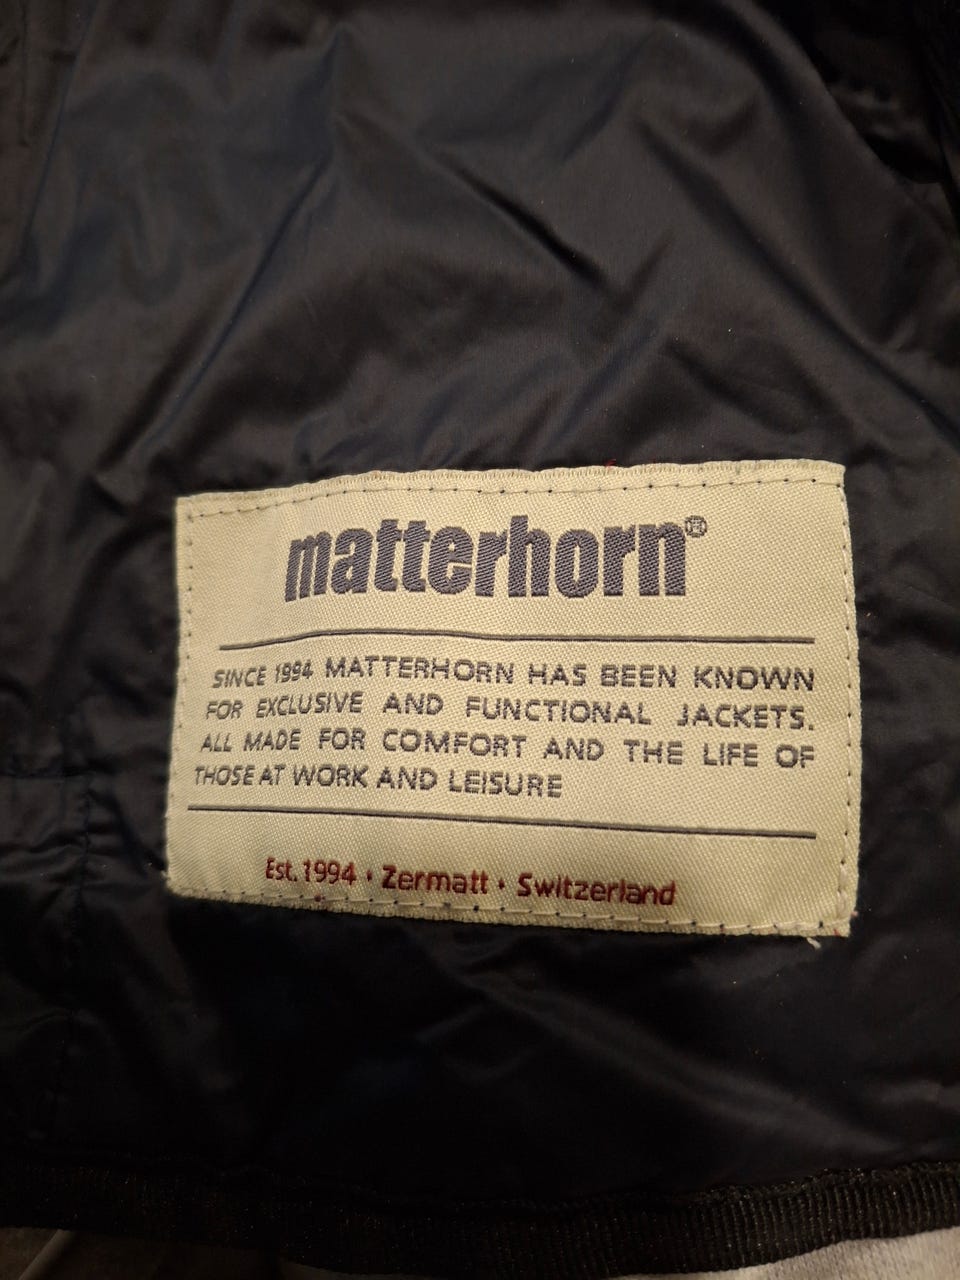 matterhorn®
SINCE 1994 MATTERHORN HAS BEEN KNOWN
FOR EXCLUSIVE AND FUNCTIONAL JACKETS.
ALL MADE FOR COMFORT AND THE LIFE OF
THOSE AT WORK AND LEISURE
Est. 1994 • Zermatt • Switzerland